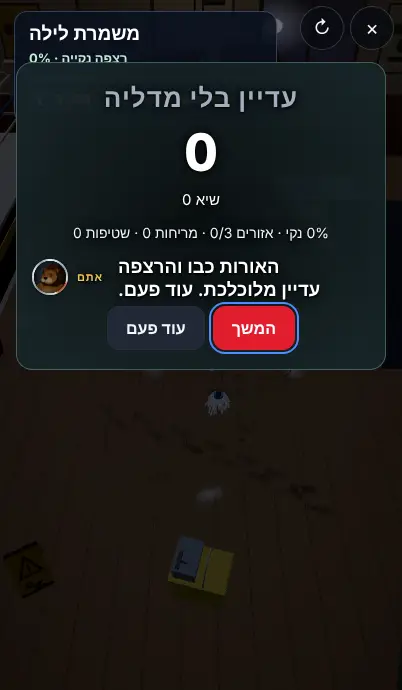 משמרת לילה
רצפה נקייה · 0%
עדיין בלי מדליה
0
שיא 0
0% נקי · אזורים 0/3 · מריחות 0 · שטיפות 0
אתם
האורות כבו והרצפה
עדיין מלוכלכת. עוד פעם.
המשך
עוד פעם